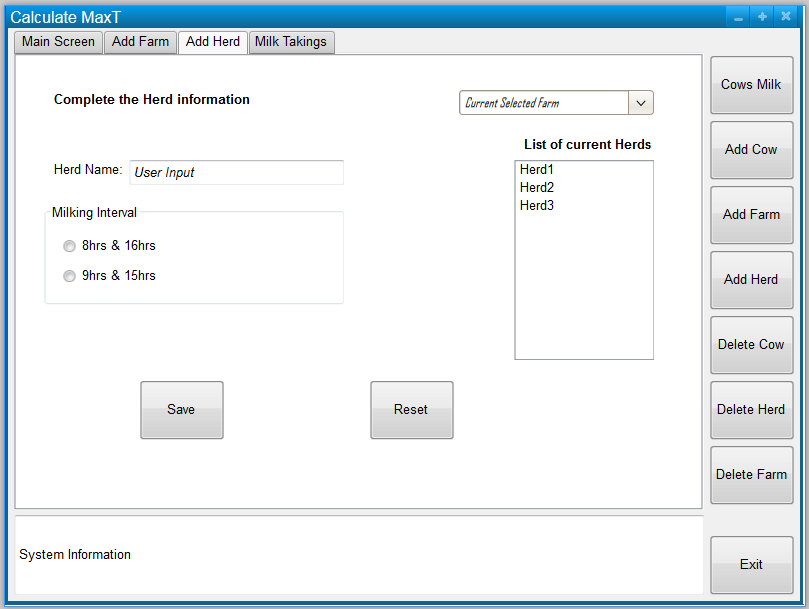 Calculate MaxT
Main Screen
Add Farm
Add Herd
Milk Takings
Complete the Herd information
Current Selected Farm
List of current Herds
Herd Name:
User Input
Herd1
Herd2
Herd3
Milking Interval
8hrs & 16hrs
9hrs & 15hrs
Save
Reset
Cows Milk
Add Cow
Add Farm
Add Herd
Delete Cow
Delete Herd
Delete Farm
System Information
Exit